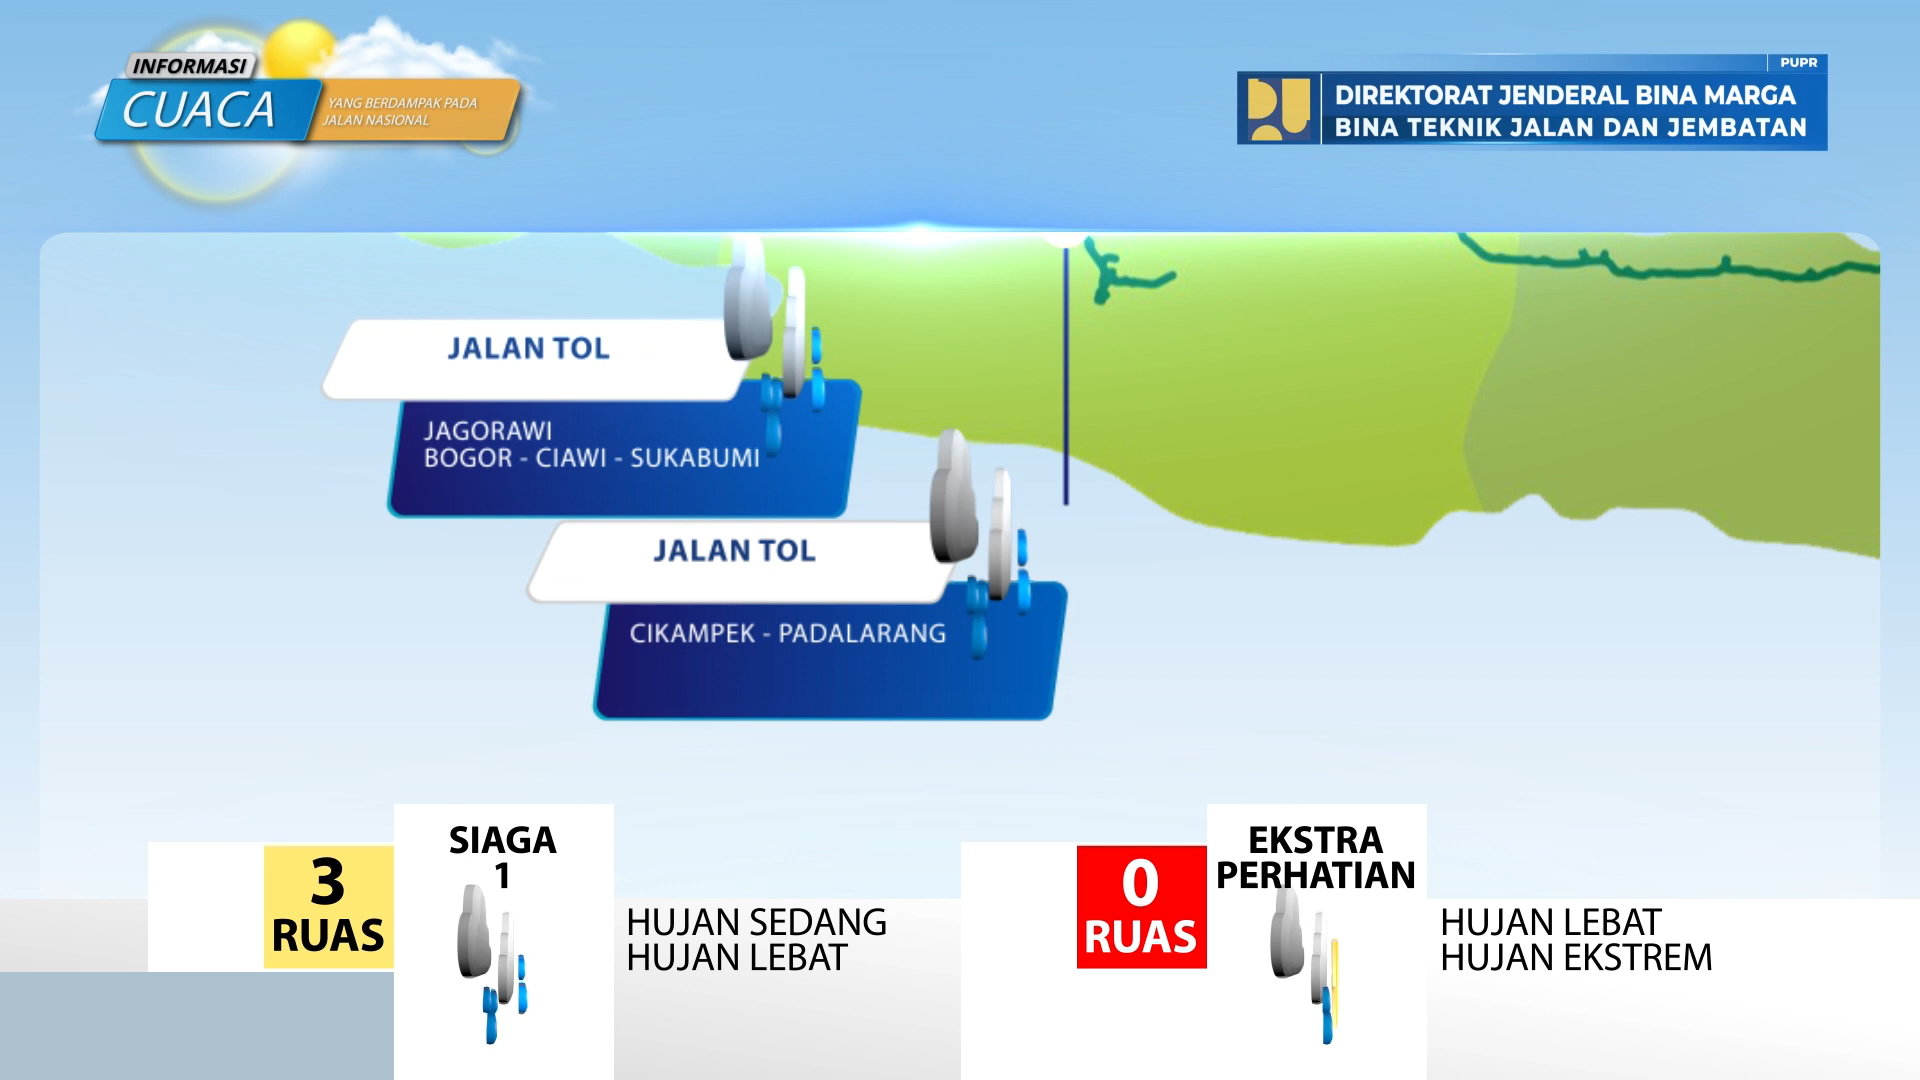 INFORMASI
CUACA
YANG BERDAMPAK PADA
JALAN NASIONAL
PUPR
DIREKTORAT JENDERAL BINA MARGA
BINA TEKNIK JALAN DAN JEMBATAN
JALAN TOL
JAGORAWI
BOGOR - CIAWI - SUKABUMI
JALAN TOL
CIKAMPEK - PADALARANG
3
RUAS
SIAGA
1
HUJAN SEDANG
HUJAN LEBAT
0
RUAS
EKSTRA
PERHATIAN
HUJAN LEBAT
HUJAN EKSTREM